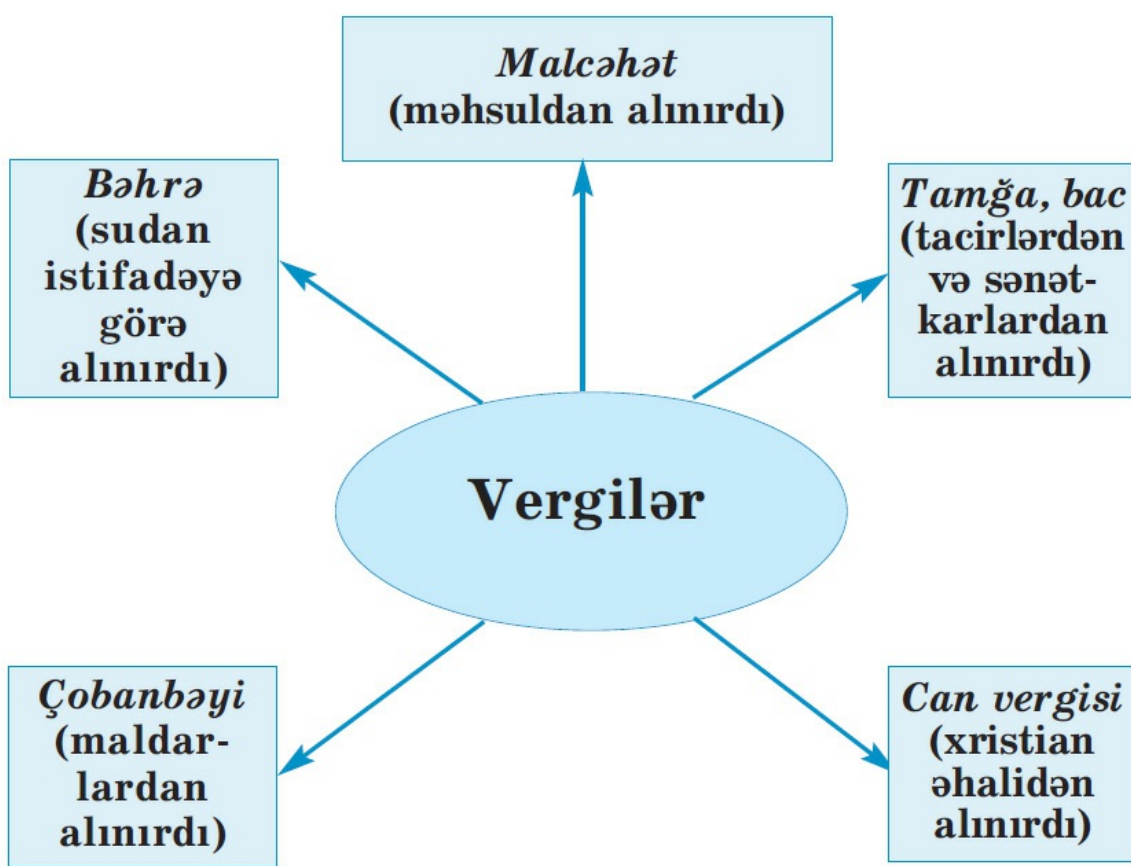 Malcəhət
(məhsuldan alınırdı)
Bəhrə
(sudan
istifadəyə
görə
alınırdı)
Tamğa, bac
(tacirlərdən
və sənət-
karlardan
alınırdı)
Vergilər
Çobanbəyi
(maldar-
lardan
alınırdı)
Can vergisi
(xristian
əhalidən
alınırdı)